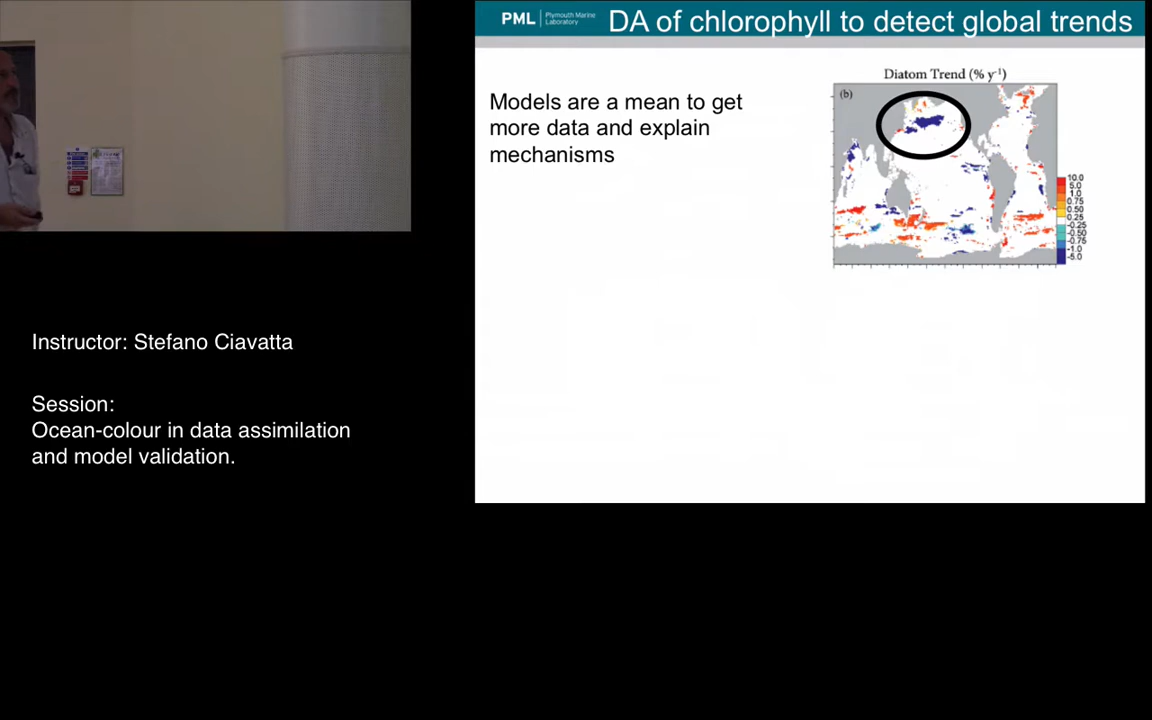 PML
Plymouth Marine
Laboratory
DA of chlorophyll to detect global trends
Models are a mean to get
more data and explain
mechanisms
Diatom Trend (% y⁻¹)
(b)
10.0
5.0
1.0
0.75
0.50
0.25
-0.25
-0.50
-0.75
-1.0
-5.0
Instructor: Stefano Ciavatta
Session:
Ocean-colour in data assimilation
and model validation.